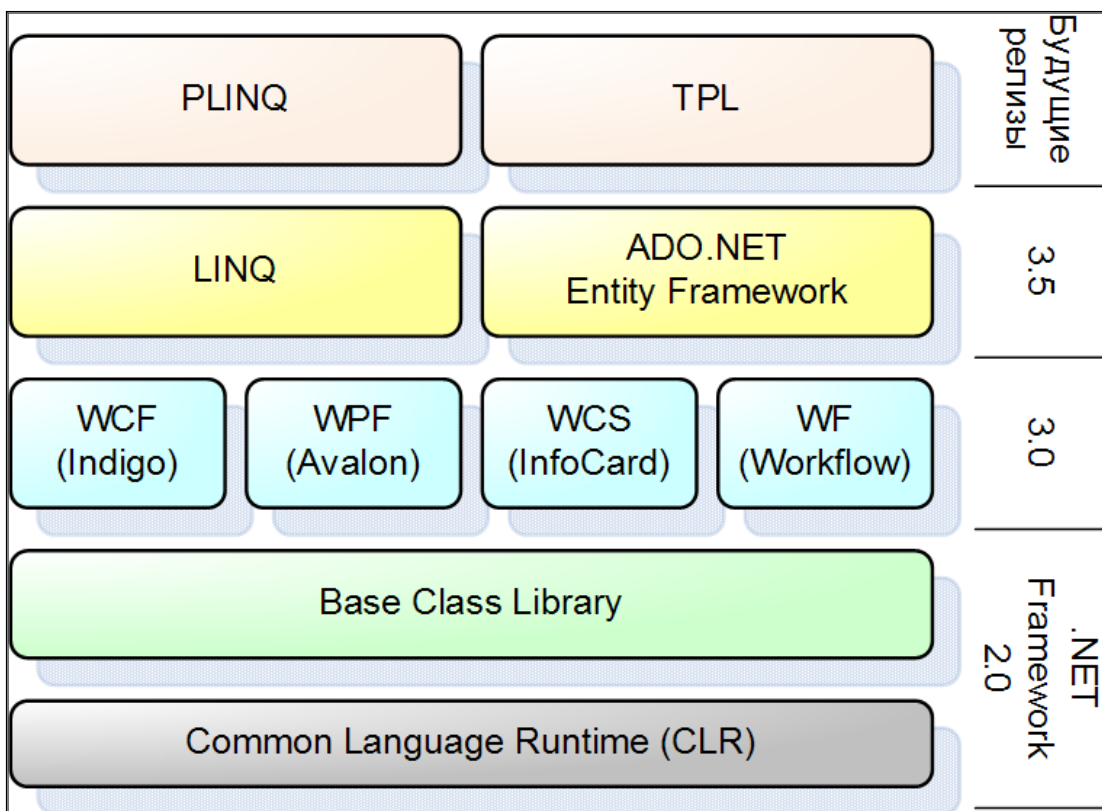 PLINQ
TPL
Будущие
релизы
LINQ
ADO.NET
Entity Framework
3.5
WCF
(Indigo)
WPF
(Avalon)
WCS
(InfoCard)
WF
(Workflow)
3.0
Base Class Library
Common Language Runtime (CLR)
.NET
Framework
2.0